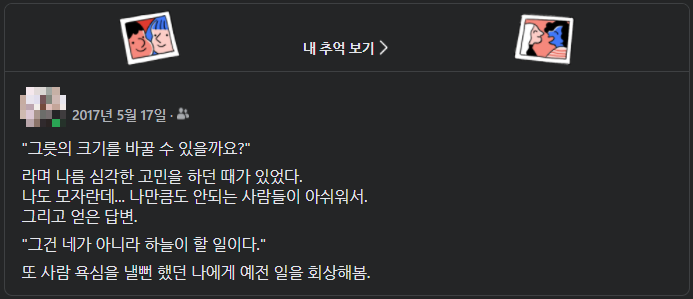 내 추억 보기
2017년 5월 17일 ·
"그릇의 크기를 바꿀 수 있을까요?"
라며 나름 심각한 고민을 하던 때가 있었다.
나도 모자란데... 나만큼도 안되는 사람들이 아쉬워서.
그리고 얻은 답변.
"그건 네가 아니라 하늘이 할 일이다."
또 사람 욕심을 낼뻔 했던 나에게 예전 일을 회상해봄.